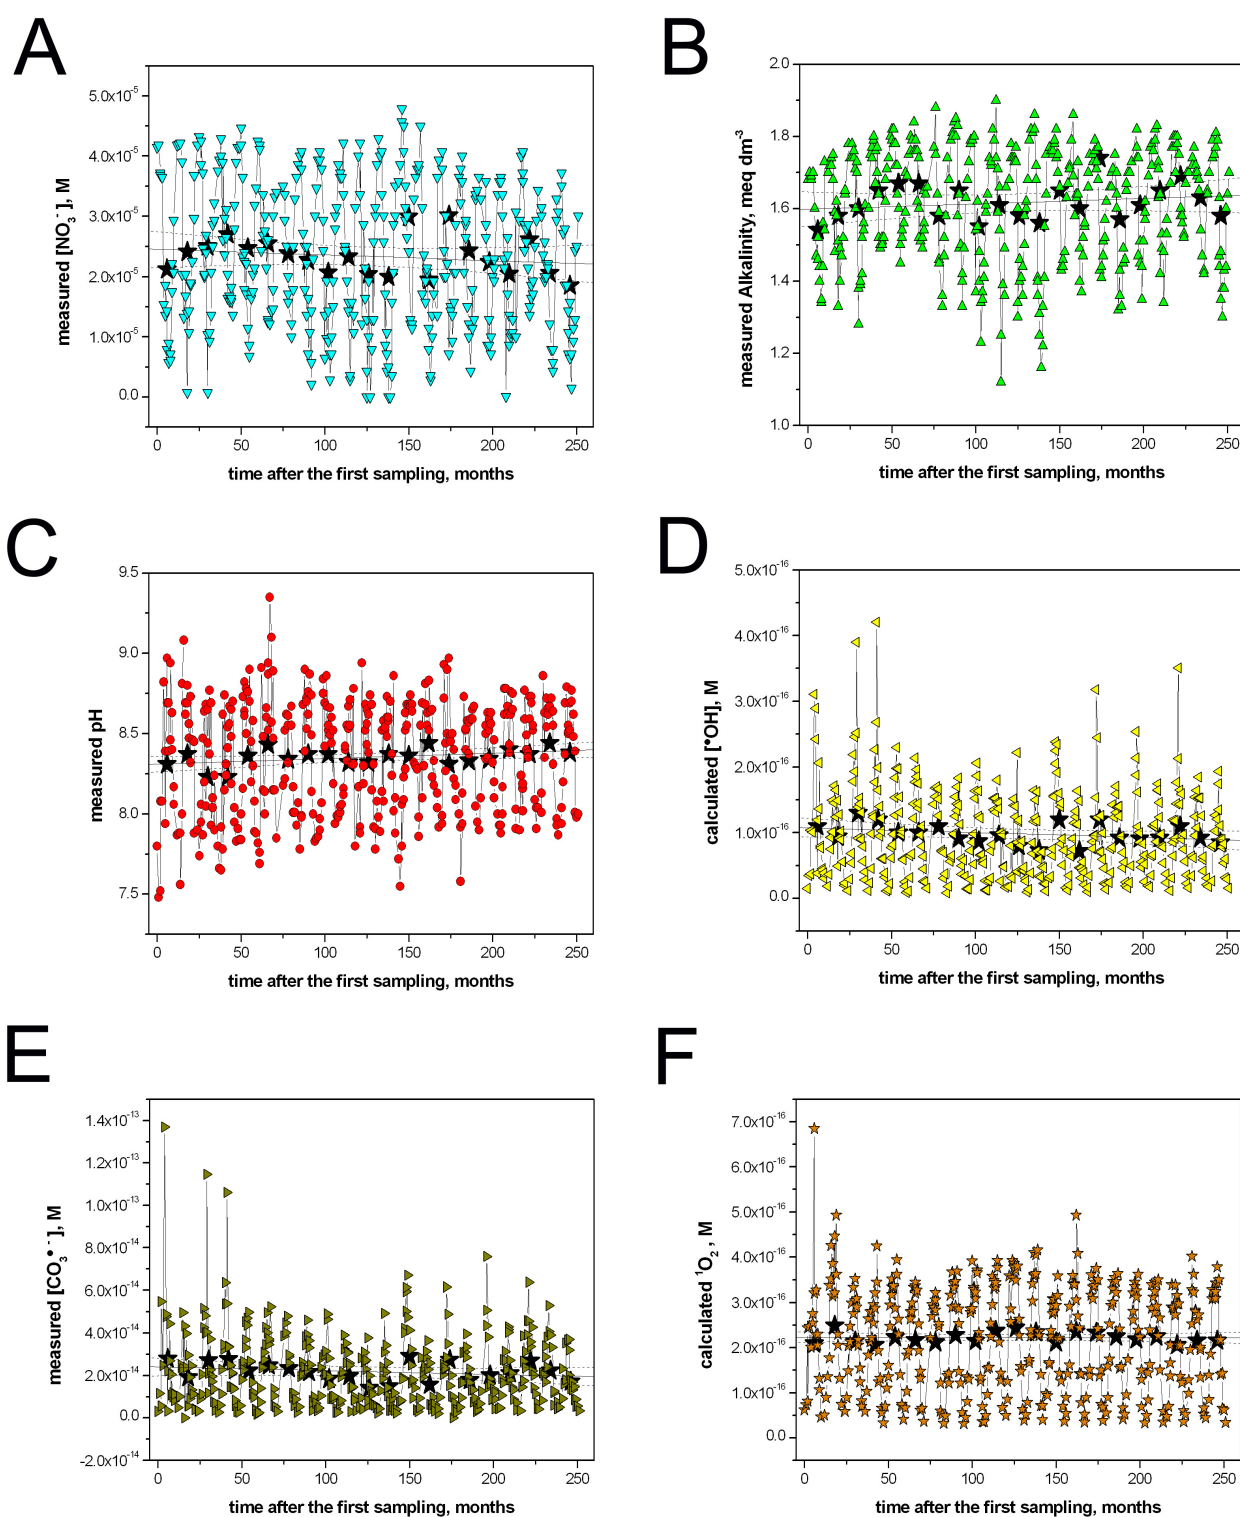 A
measured [NO3-], M
5.0x10-5
4.0x10-5
3.0x10-5
2.0x10-5
1.0x10-5
0.0
0 50 100 150 200 250
time after the first sampling, months
B
measured Alkalinity, meq dm-3
2.0
1.8
1.6
1.4
1.2
1.0
0 50 100 150 200 250
time after the first sampling, months
C
measured pH
9.5
9.0
8.5
8.0
7.5
0 50 100 150 200 250
time after the first sampling, months
D
calculated [•OH], M
5.0x10-16
4.0x10-16
3.0x10-16
2.0x10-16
1.0x10-16
0.0
0 50 100 150 200 250
time after the first sampling, months
E
measured [CO3•-], M
1.4x10-13
1.2x10-13
1.0x10-13
8.0x10-14
6.0x10-14
4.0x10-14
2.0x10-14
0.0
-2.0x10-14
0 50 100 150 200 250
time after the first sampling, months
F
calculated 1O2, M
7.0x10-16
6.0x10-16
5.0x10-16
4.0x10-16
3.0x10-16
2.0x10-16
1.0x10-16
0.0
0 50 100 150 200 250
time after the first sampling, months